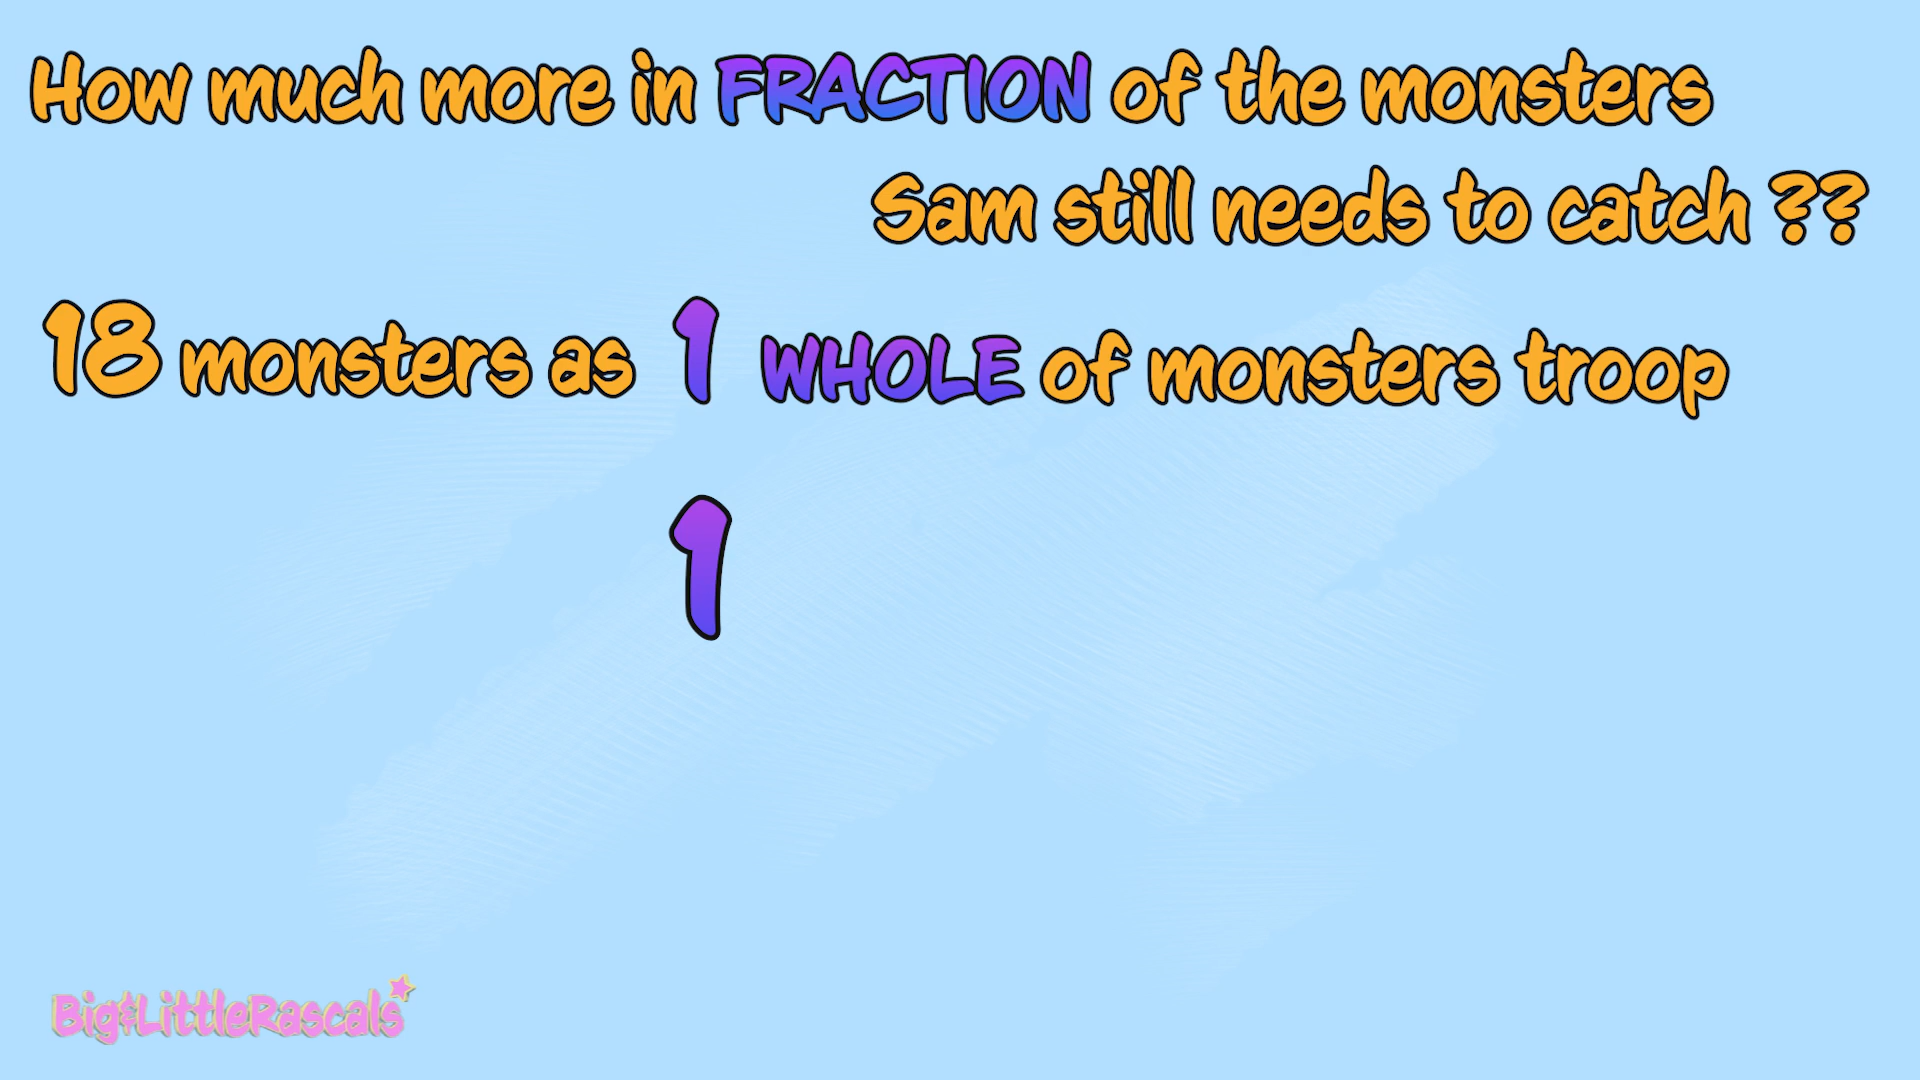 How much more in FRACTION of the monsters
Sam still needs to catch ??
18 monsters as 1 WHOLE of monsters troop
1
Big&LittleRascals